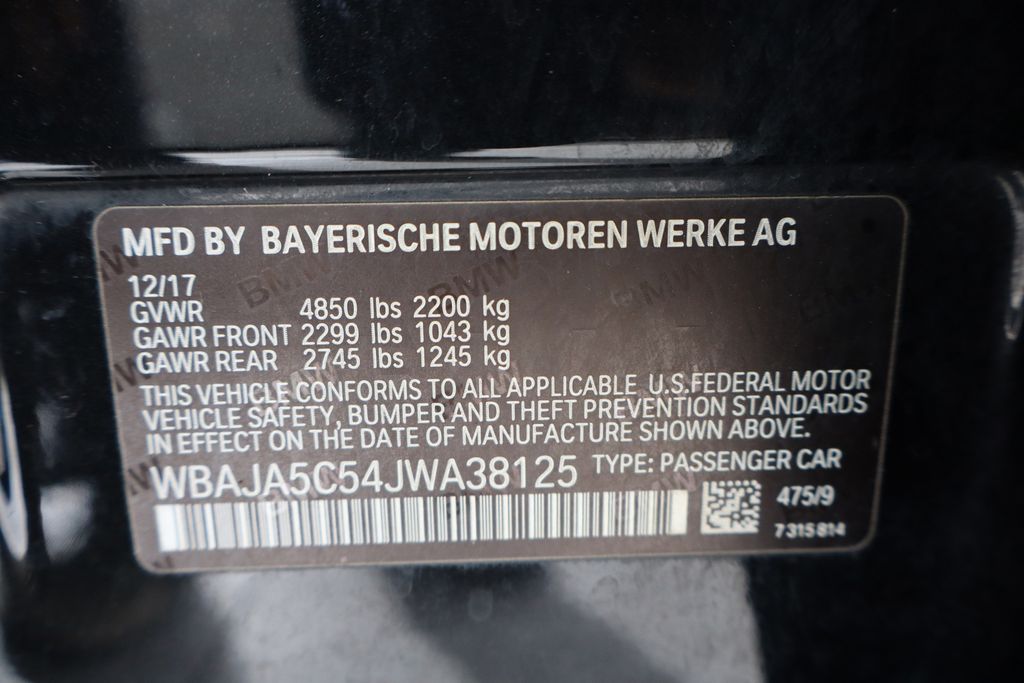 MFD BY BAYERISCHE MOTOREN WERKE AG
12/17
GVWR 4850 lbs 2200 kg
GAWR FRONT 2299 lbs 1043 kg
GAWR REAR 2745 lbs 1245 kg
THIS VEHICLE CONFORMS TO ALL APPLICABLE U.S.FEDERAL MOTOR
VEHICLE SAFETY, BUMPER AND THEFT PREVENTION STANDARDS
IN EFFECT ON THE DATE OF MANUFACTURE SHOWN ABOVE.
WBAJA5C54JWA38125 TYPE: PASSENGER CAR
475/9
7315814